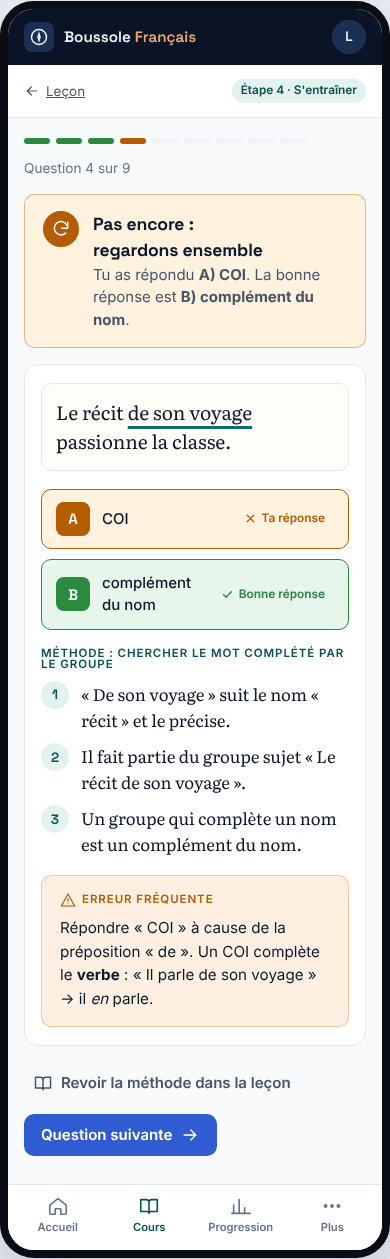 Boussole Français
L
← Leçon
Étape 4 · S'entraîner
Question 4 sur 9
Pas encore :
regardons ensemble
Tu as répondu A) COI. La bonne
réponse est B) complément du
nom.
Le récit de son voyage
passionne la classe.
A
COI
× Ta réponse
B
complément
du nom
✓ Bonne réponse
MÉTHODE : CHERCHER LE MOT COMPLÉTÉ PAR
LE GROUPE
1
« De son voyage » suit le nom «
récit » et le précise.
2
Il fait partie du groupe sujet « Le
récit de son voyage ».
3
Un groupe qui complète un nom
est un complément du nom.
ERREUR FRÉQUENTE
Répondre « COI » à cause de la
préposition « de ». Un COI complète
le verbe : « Il parle de son voyage »
→ il en parle.
Revoir la méthode dans la leçon
Question suivante →
Accueil
Cours
Progression
Plus